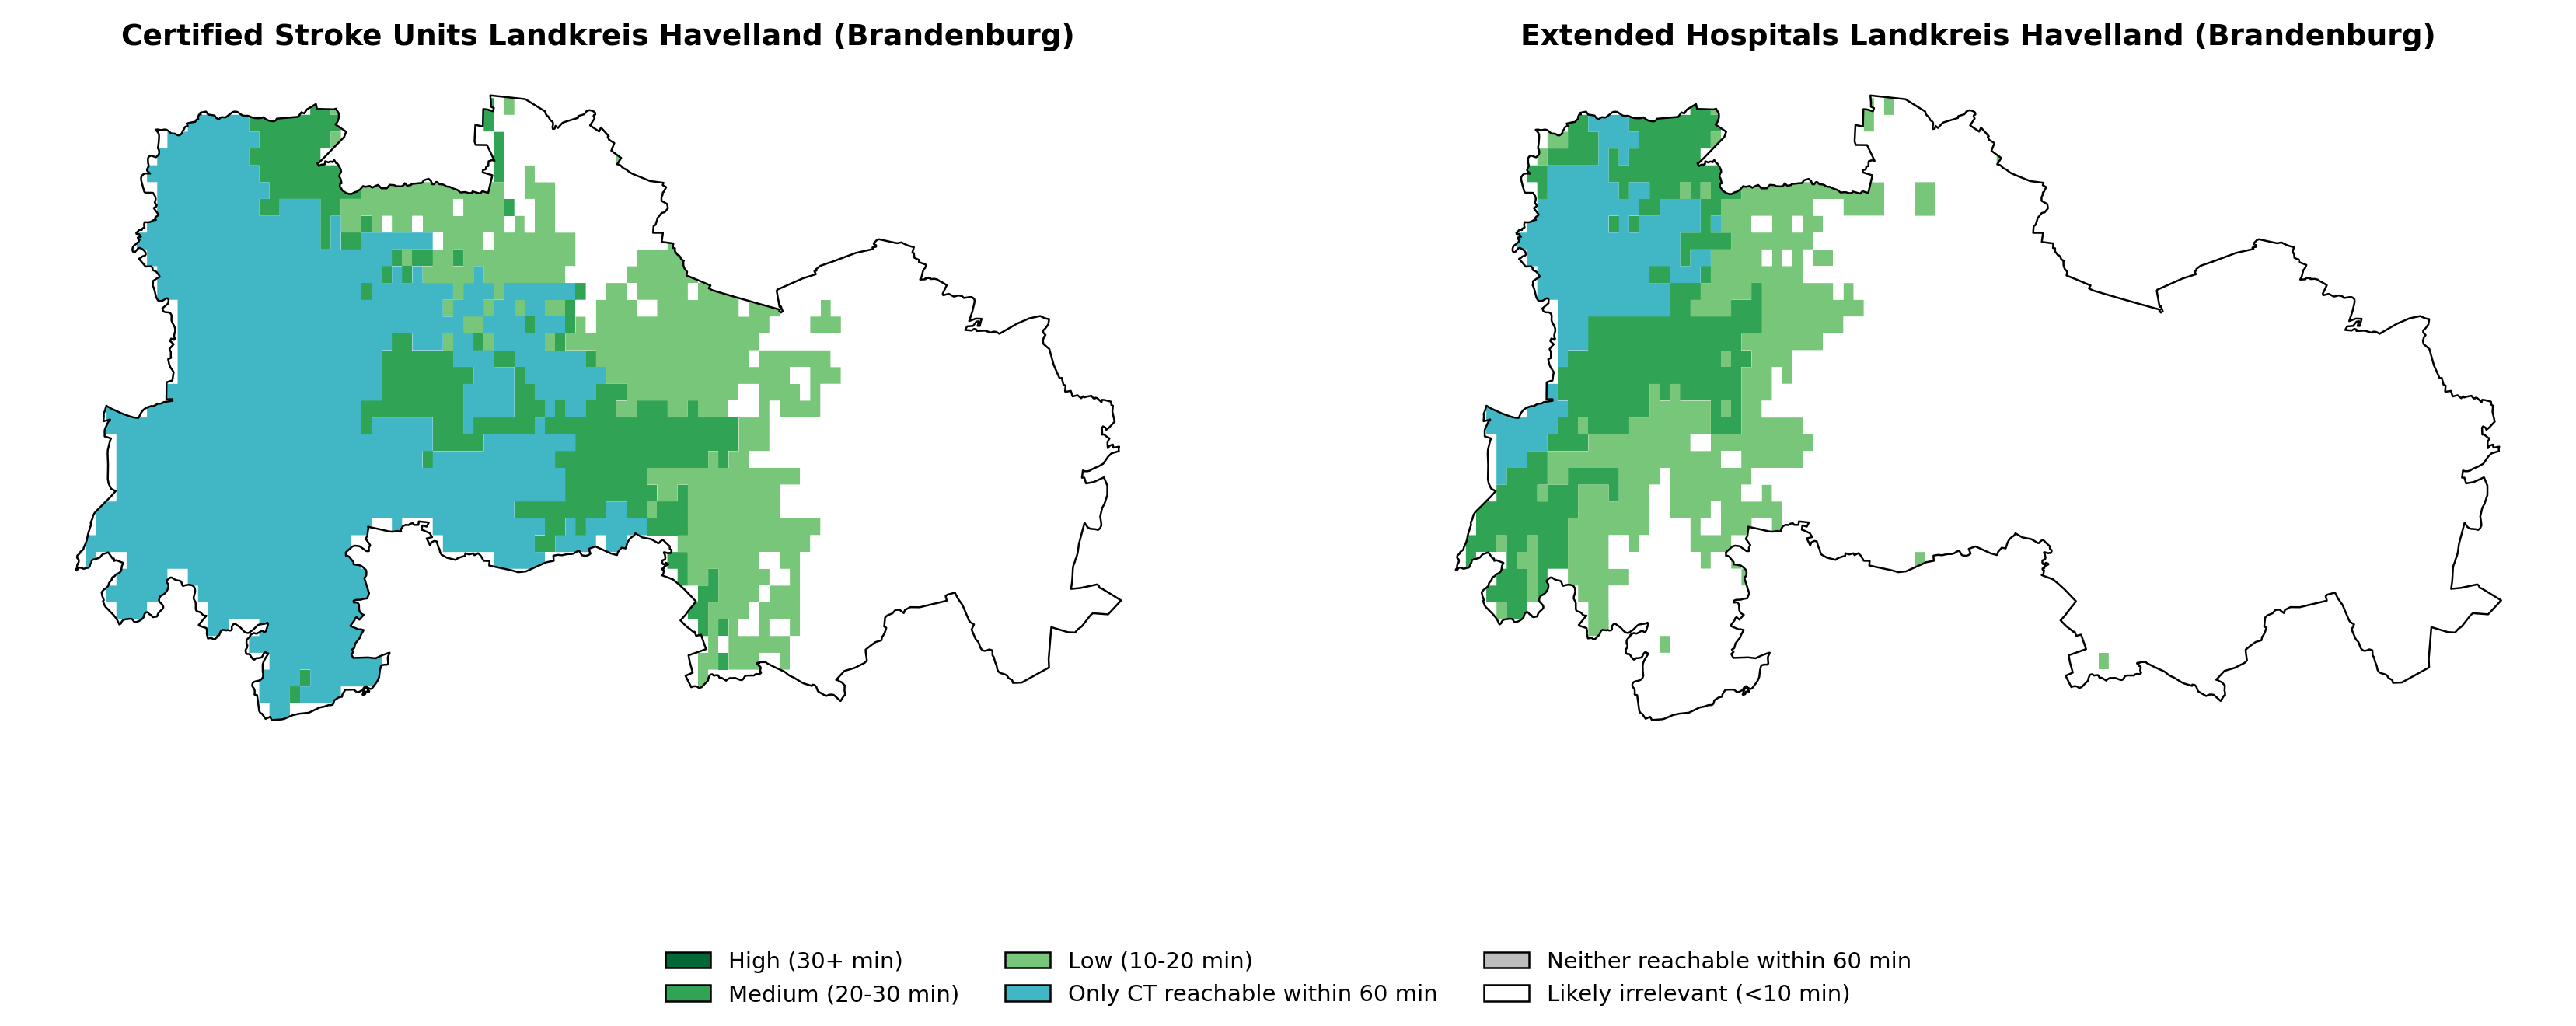 Certified Stroke Units Landkreis Havelland (Brandenburg)
Extended Hospitals Landkreis Havelland (Brandenburg)
High (30+ min)
Medium (20-30 min)
Low (10-20 min)
Only CT reachable within 60 min
Neither reachable within 60 min
Likely irrelevant (<10 min)